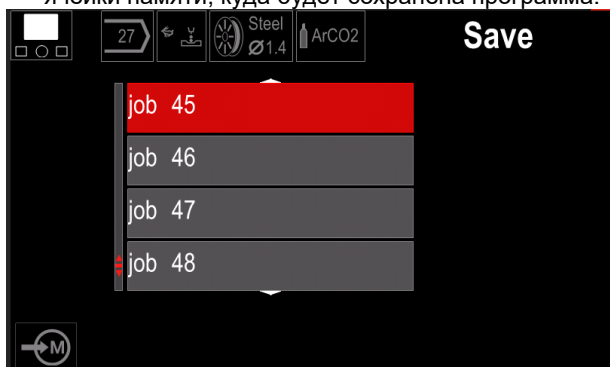 ячейки памяти, куда будет сохранена программа.
27
Steel
Ø1.4
ArCO2
Save
job 45
job 46
job 47
job 48
M